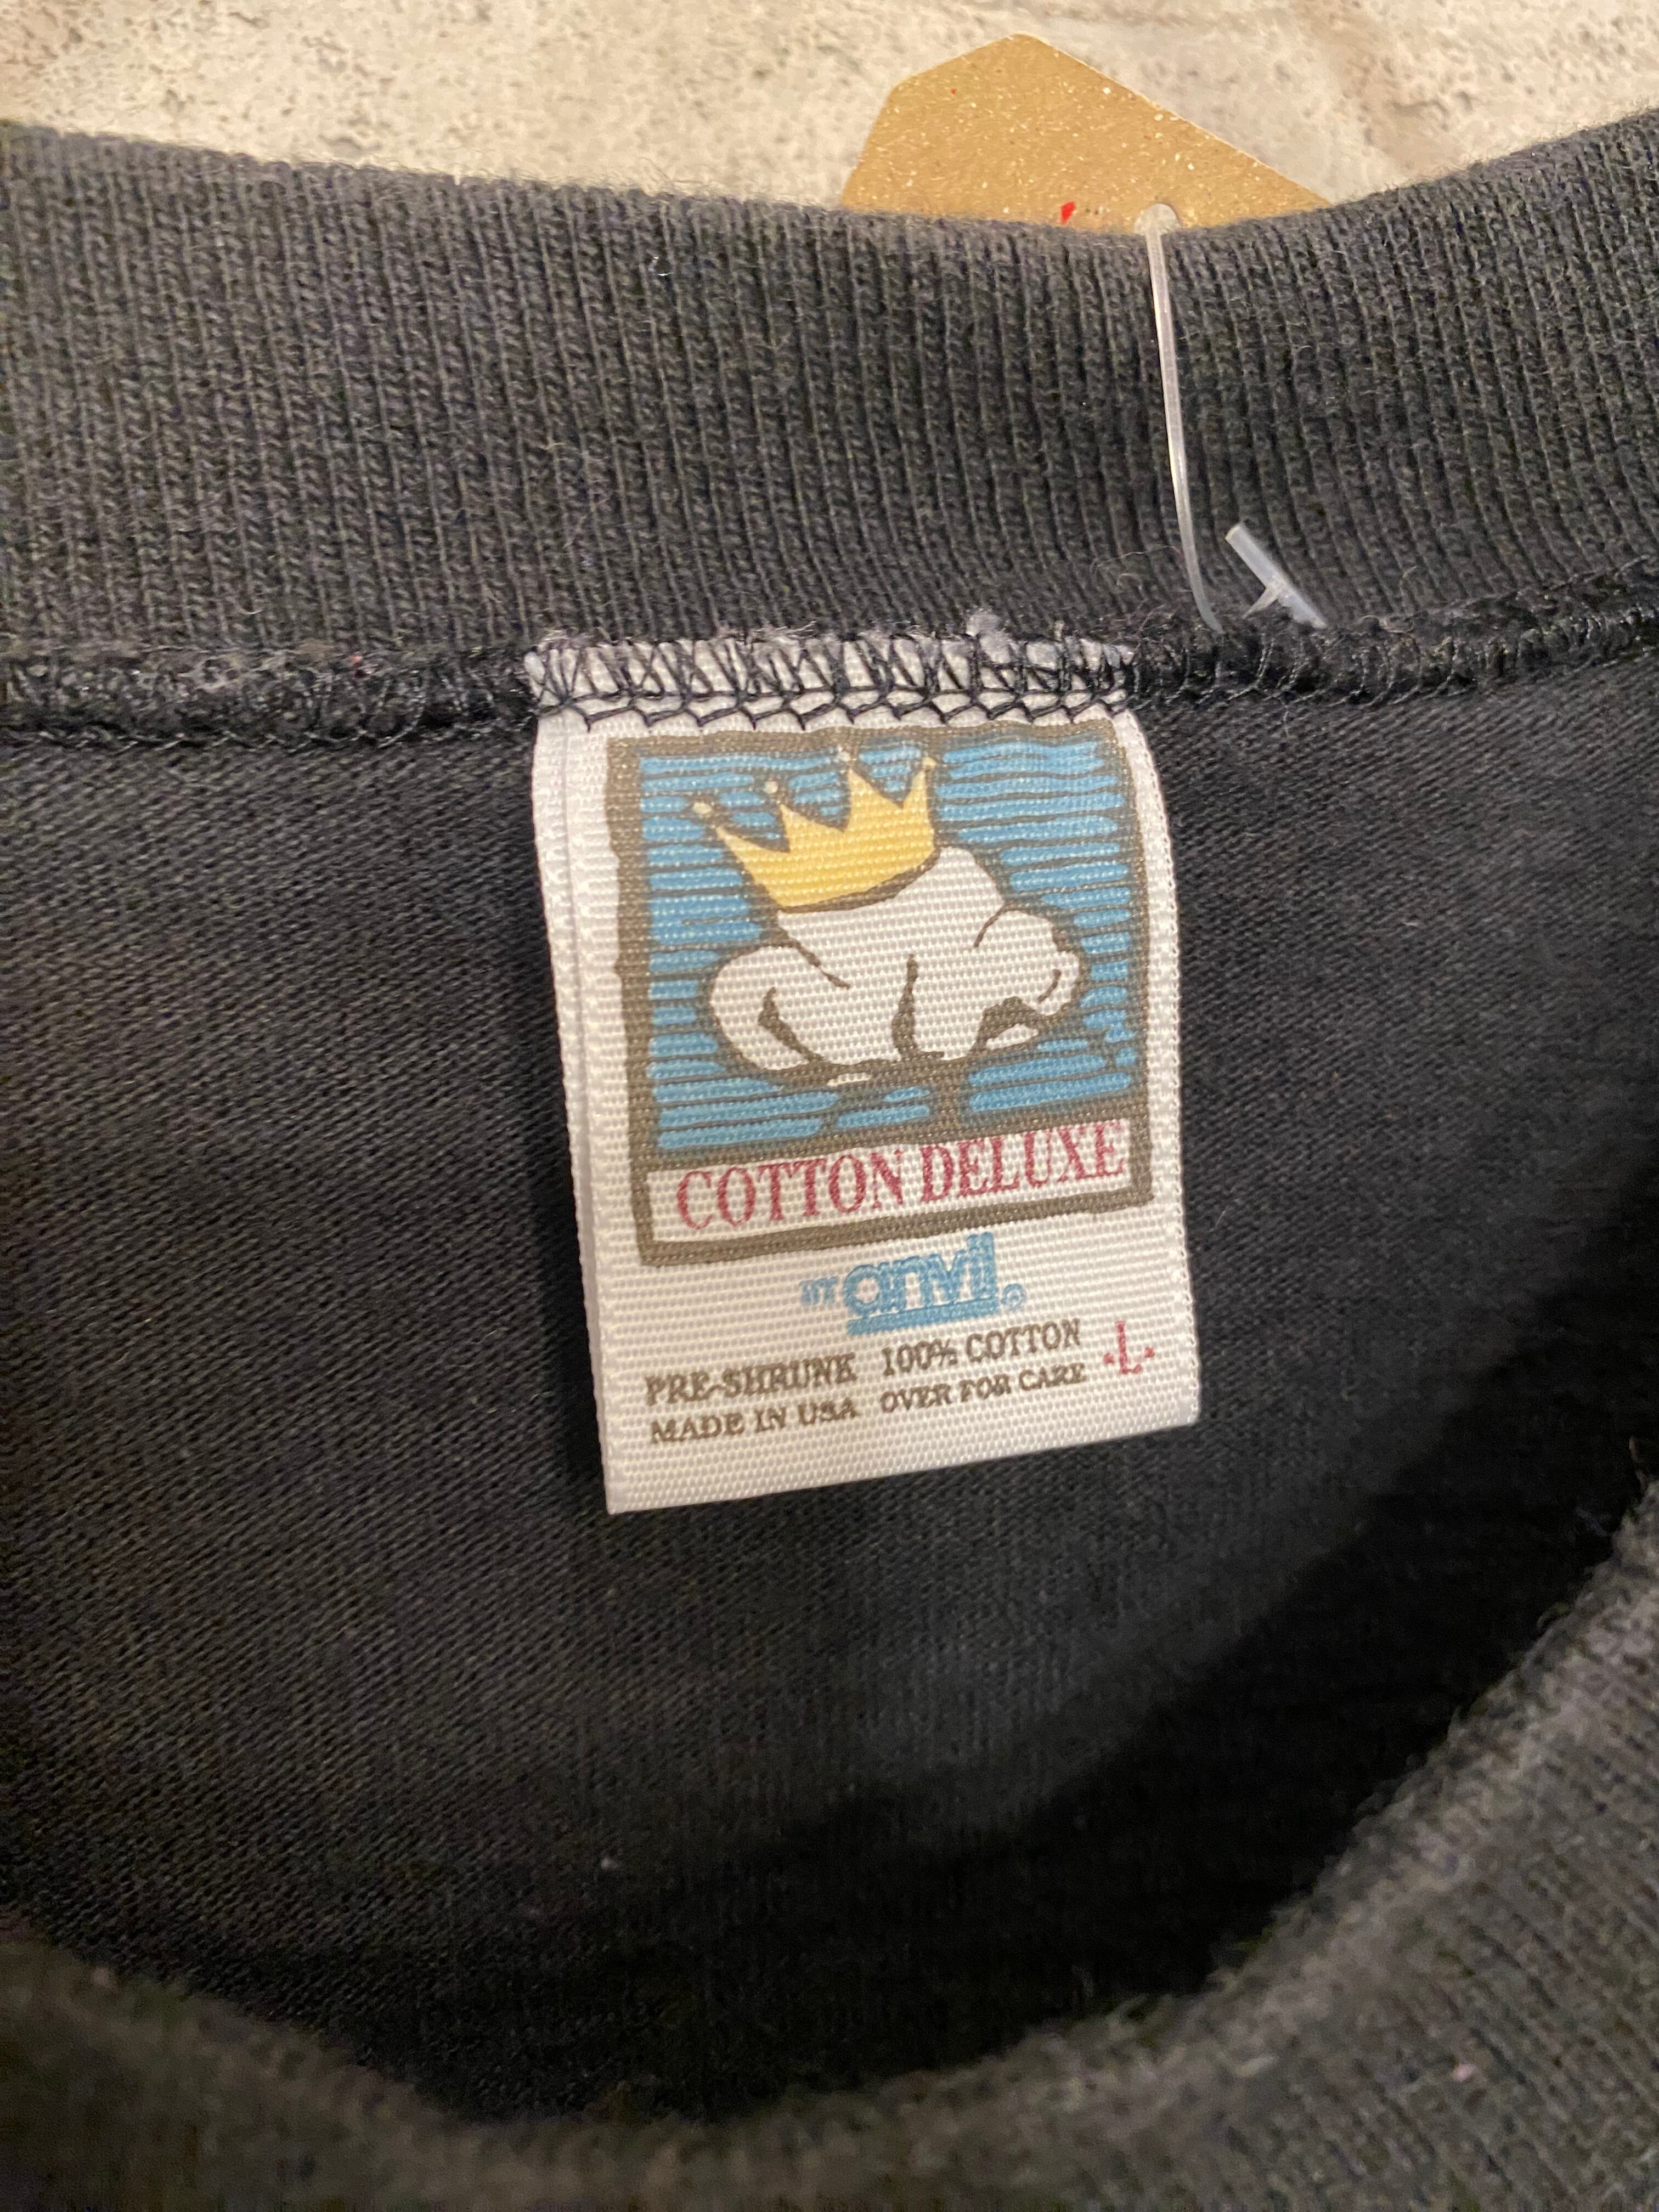 COTTON DELUXE
BY anvil®
PRE-SHRUNK 100% COTTON
MADE IN USA OVER FOR CARE
·L·